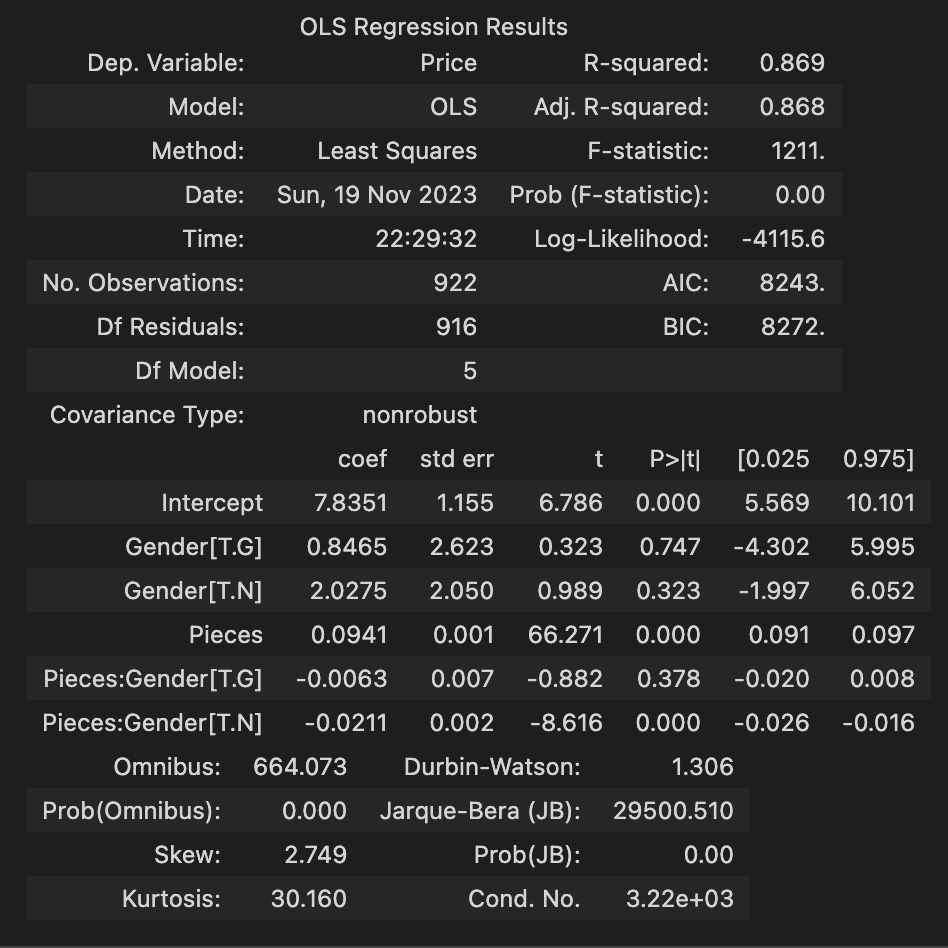 OLS Regression Results
Dep. Variable: Price R-squared: 0.869
Model: OLS Adj. R-squared: 0.868
Method: Least Squares F-statistic: 1211.
Date: Sun, 19 Nov 2023 Prob (F-statistic): 0.00
Time: 22:29:32 Log-Likelihood: -4115.6
No. Observations: 922 AIC: 8243.
Df Residuals: 916 BIC: 8272.
Df Model: 5
Covariance Type: nonrobust
coef std err t P>|t| [0.025 0.975]
Intercept 7.8351 1.155 6.786 0.000 5.569 10.101
Gender[T.G] 0.8465 2.623 0.323 0.747 -4.302 5.995
Gender[T.N] 2.0275 2.050 0.989 0.323 -1.997 6.052
Pieces 0.0941 0.001 66.271 0.000 0.091 0.097
Pieces:Gender[T.G] -0.0063 0.007 -0.882 0.378 -0.020 0.008
Pieces:Gender[T.N] -0.0211 0.002 -8.616 0.000 -0.026 -0.016
Omnibus: 664.073 Durbin-Watson: 1.306
Prob(Omnibus): 0.000 Jarque-Bera (JB): 29500.510
Skew: 2.749 Prob(JB): 0.00
Kurtosis: 30.160 Cond. No. 3.22e+03